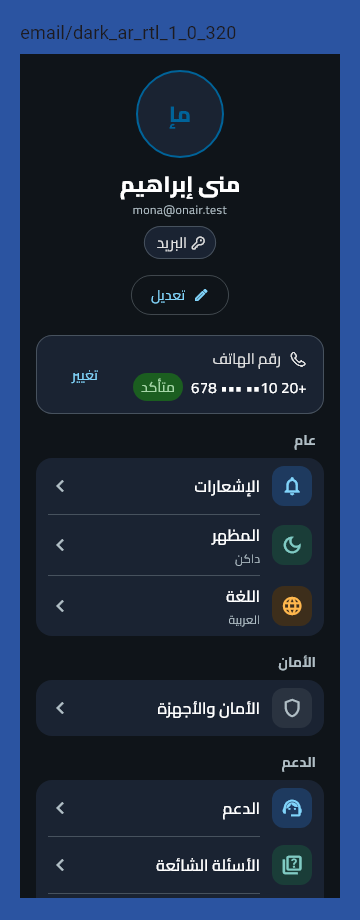 email/dark_ar_rtl_1_0_320
مإ
منى إبراهيم
mona@onair.test
البريد
تعديل
رقم الهاتف
+20 10•• ••• 678
متأكد
تغيير
عام
الإشعارات
المظهر
داكن
اللغة
العربية
الأمان
الأمان والأجهزة
الدعم
الدعم
الأسئلة الشائعة